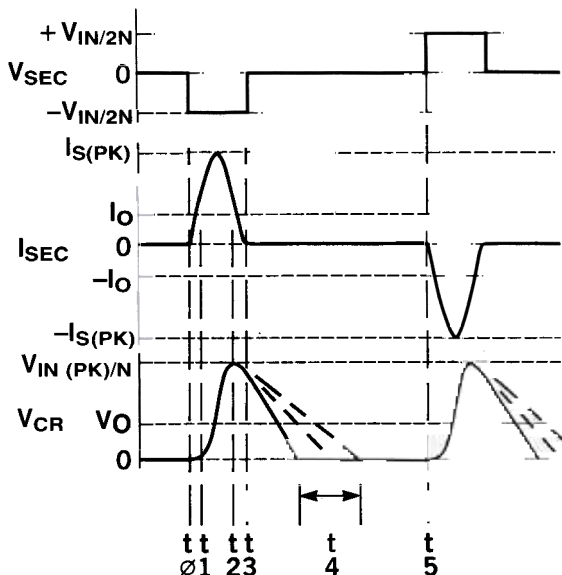 + VIN/2N
VSEC 0
−VIN/2N
IS(PK)
IO
ISEC 0
−IO
−IS(PK)
VIN (PK)/N
VCR VO
0
t t t t t t
ø 1 2 3 4 5